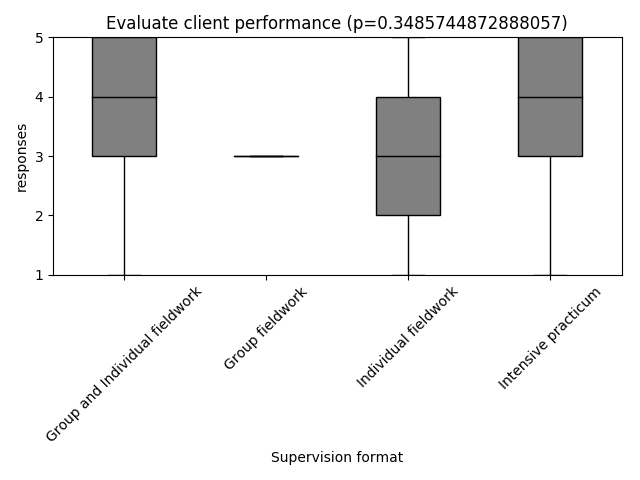 Evaluate client performance (p=0.3485744872888057)
5
4
3
2
1
responses
Group and Individual fieldwork
Group fieldwork
Individual fieldwork
Intensive practicum
Supervision format